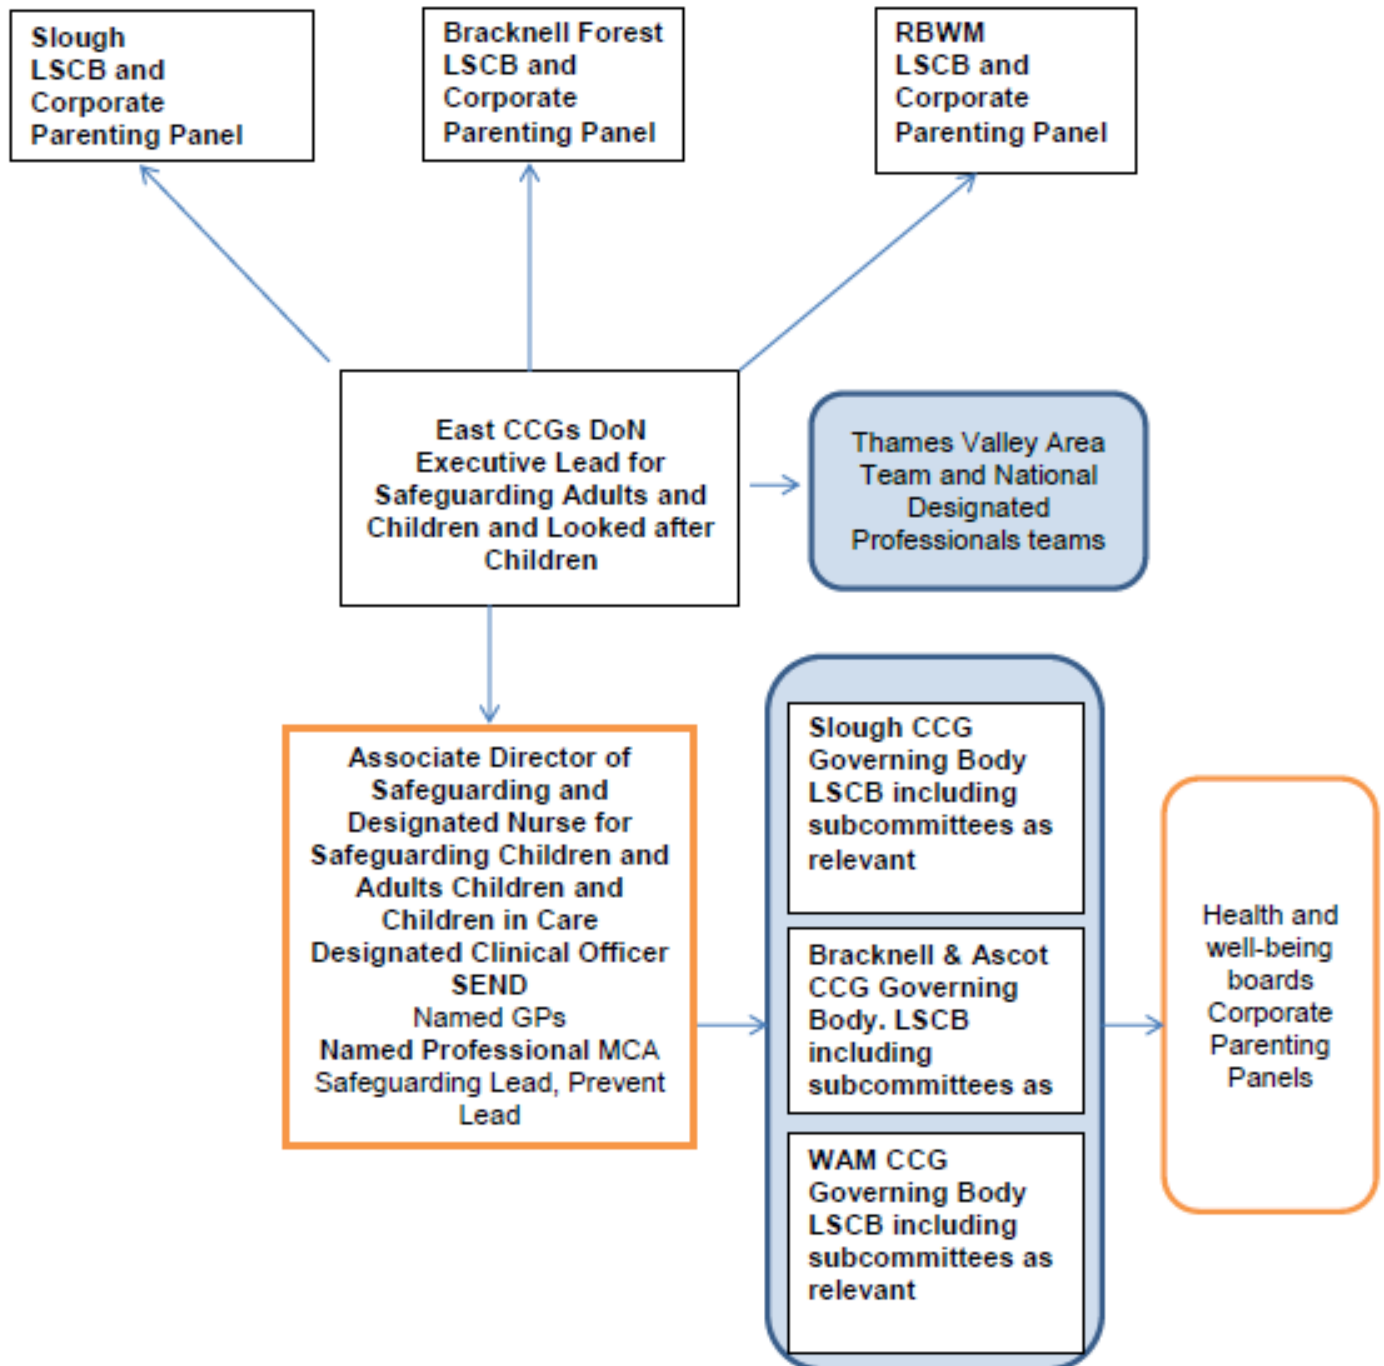 Slough
LSCB and
Corporate
Parenting Panel
Bracknell Forest
LSCB and
Corporate
Parenting Panel
RBWM
LSCB and
Corporate
Parenting Panel
East CCGs DoN
Executive Lead for
Safeguarding Adults and
Children and Looked after
Children
Thames Valley Area
Team and National
Designated
Professionals teams
Associate Director of
Safeguarding and
Designated Nurse for
Safeguarding Children and
Adults Children and
Children in Care
Designated Clinical Officer
SEND
Named GPs
Named Professional MCA
Safeguarding Lead, Prevent
Lead
Slough CCG
Governing Body
LSCB including
subcommittees as
relevant
Bracknell & Ascot
CCG Governing
Body. LSCB
including
subcommittees as
WAM CCG
Governing Body
LSCB including
subcommittees as
relevant
Health and
well-being
boards
Corporate
Parenting
Panels